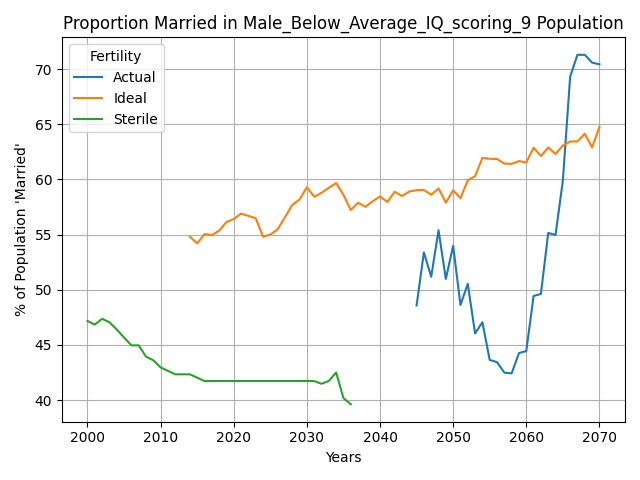 Proportion Married in Male_Below_Average_IQ_scoring_9 Population
Fertility
Actual
Ideal
Sterile
% of Population 'Married'
70
65
60
55
50
45
40
2000 2010 2020 2030 2040 2050 2060 2070
Years